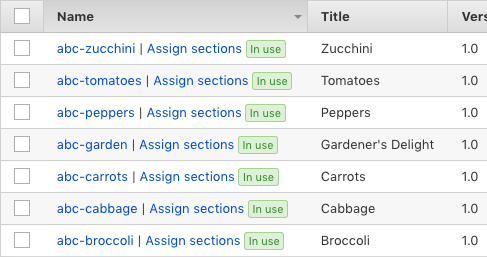 Name Title Vers
abc-zucchini | Assign sections In use Zucchini 1.0
abc-tomatoes | Assign sections In use Tomatoes 1.0
abc-peppers | Assign sections In use Peppers 1.0
abc-garden | Assign sections In use Gardener's Delight 1.0
abc-carrots | Assign sections In use Carrots 1.0
abc-cabbage | Assign sections In use Cabbage 1.0
abc-broccoli | Assign sections In use Broccoli 1.0